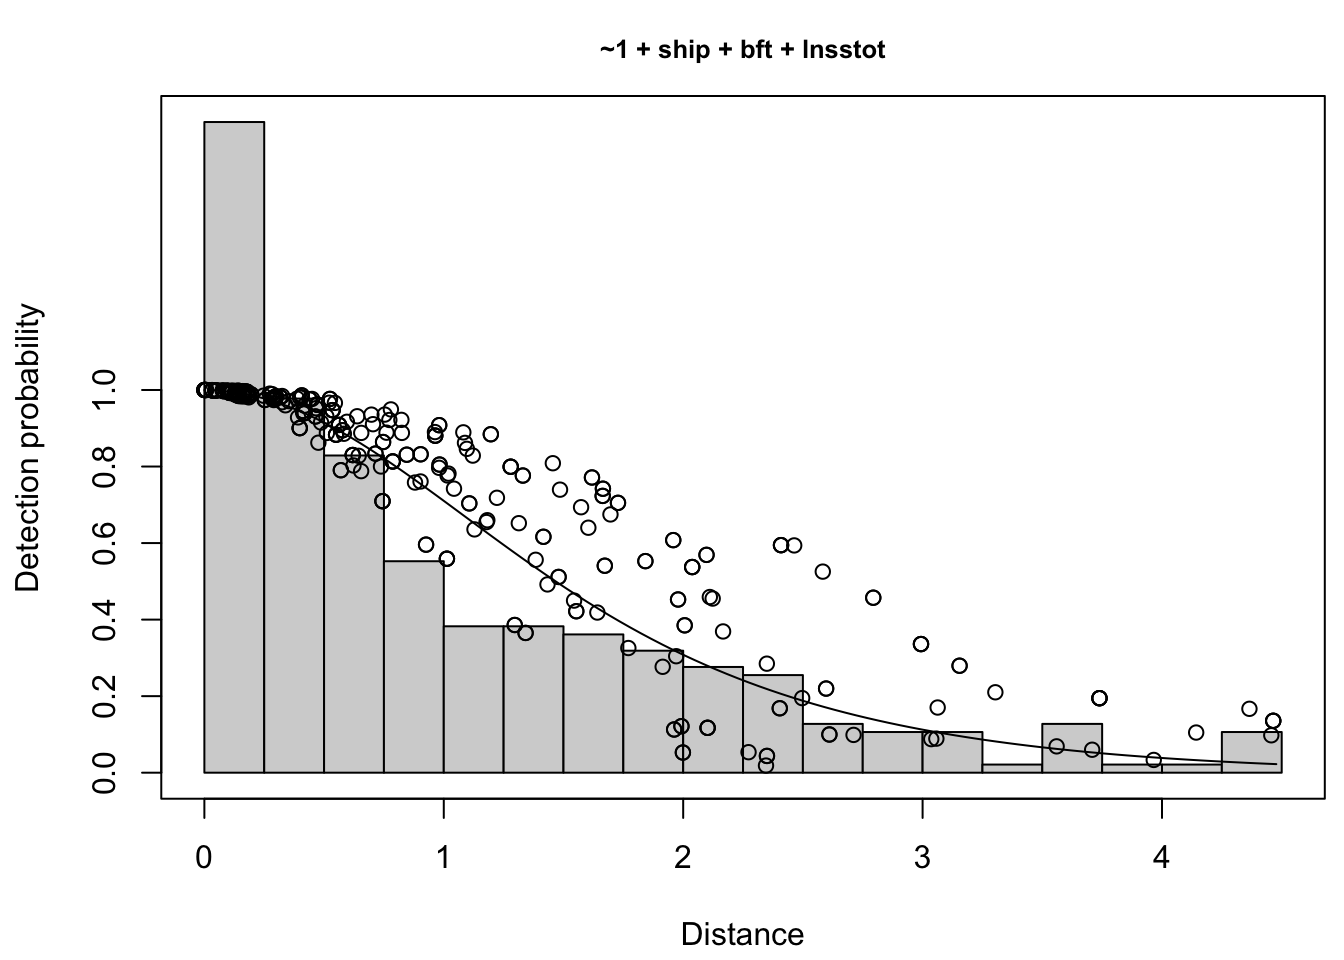 ~1 + ship + bft + lnsstot
Detection probability
1.0
0.8
0.6
0.4
0.2
0.0
0 1 2 3 4
Distance